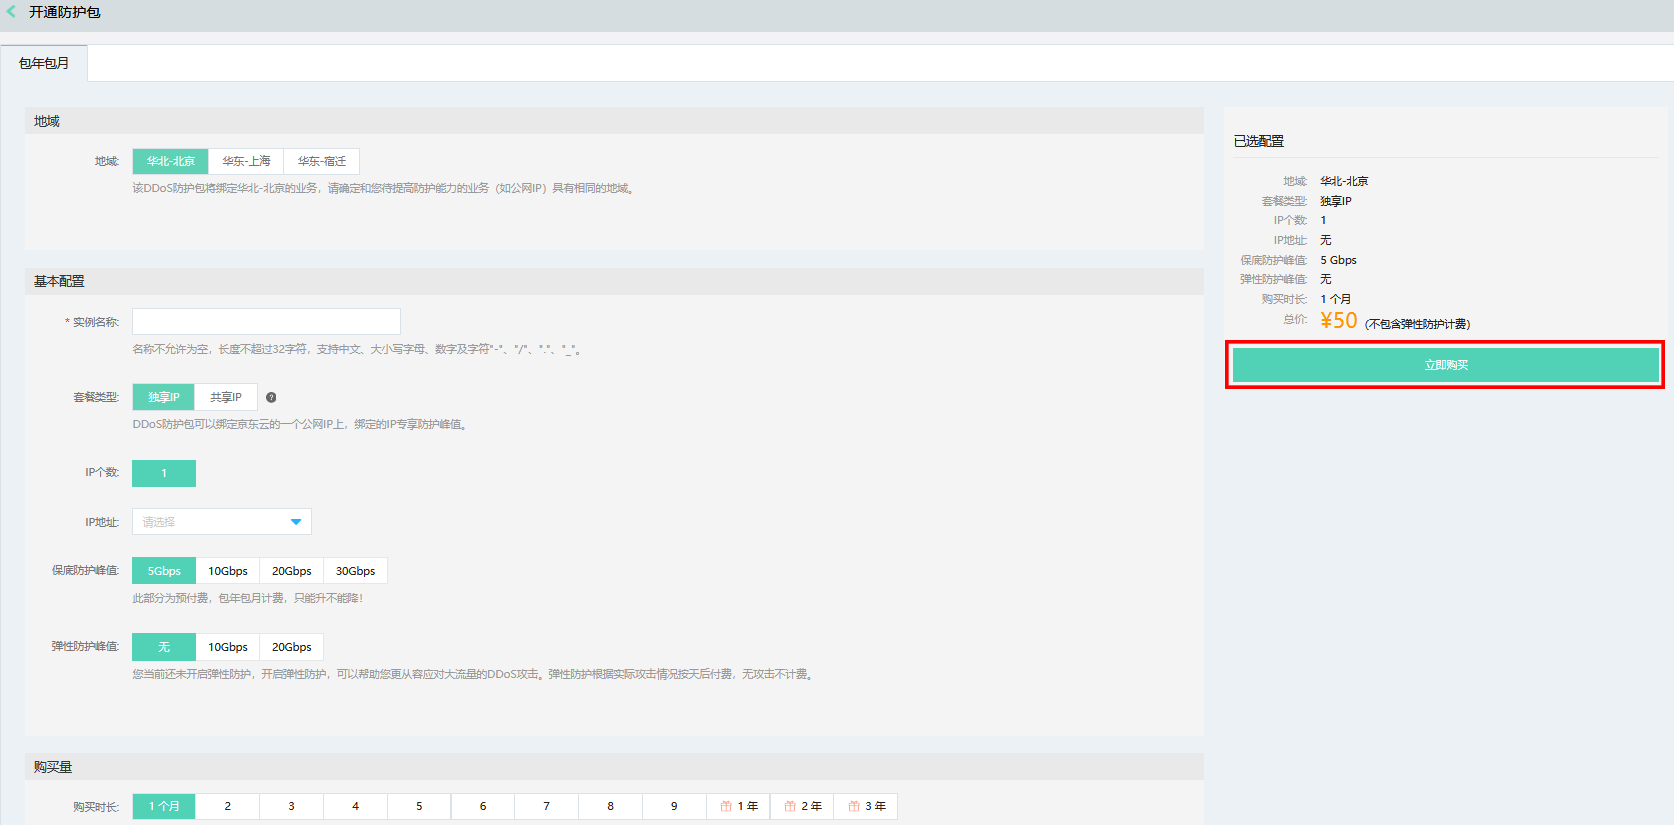 开通防护包
包年包月
地域
地域: 华北-北京 华东-上海 华东-宿迁
该DDoS防护包将绑定华北-北京的业务，请确定和您待提高防护能力的业务（如公网IP）具有相同的地域。
基本配置
* 实例名称:
名称不允许为空，长度不超过32字符，支持中文、大小写字母、数字及字符"-"、"/"、"."、"_"。
套餐类型: 独享IP 共享IP ?
DDoS防护包可以绑定京东云的一个公网IP上，绑定的IP专享防护峰值。
IP个数: 1
IP地址: 请选择
保底防护峰值: 5Gbps 10Gbps 20Gbps 30Gbps
此部分为预付费，包年包月计费，只能升不能降！
弹性防护峰值: 无 10Gbps 20Gbps
您当前还未开启弹性防护，开启弹性防护，可以帮助您更从容应对大流量的DDoS攻击。弹性防护根据实际攻击情况按天后付费，无攻击不计费。
购买量
购买时长: 1 个月 2 3 4 5 6 7 8 9 1 年 2 年 3 年
已选配置
地域: 华北-北京
套餐类型: 独享IP
IP个数: 1
IP地址: 无
保底防护峰值: 5 Gbps
弹性防护峰值: 无
购买时长: 1 个月
总价: ¥50 (不包含弹性防护计费)
立即购买